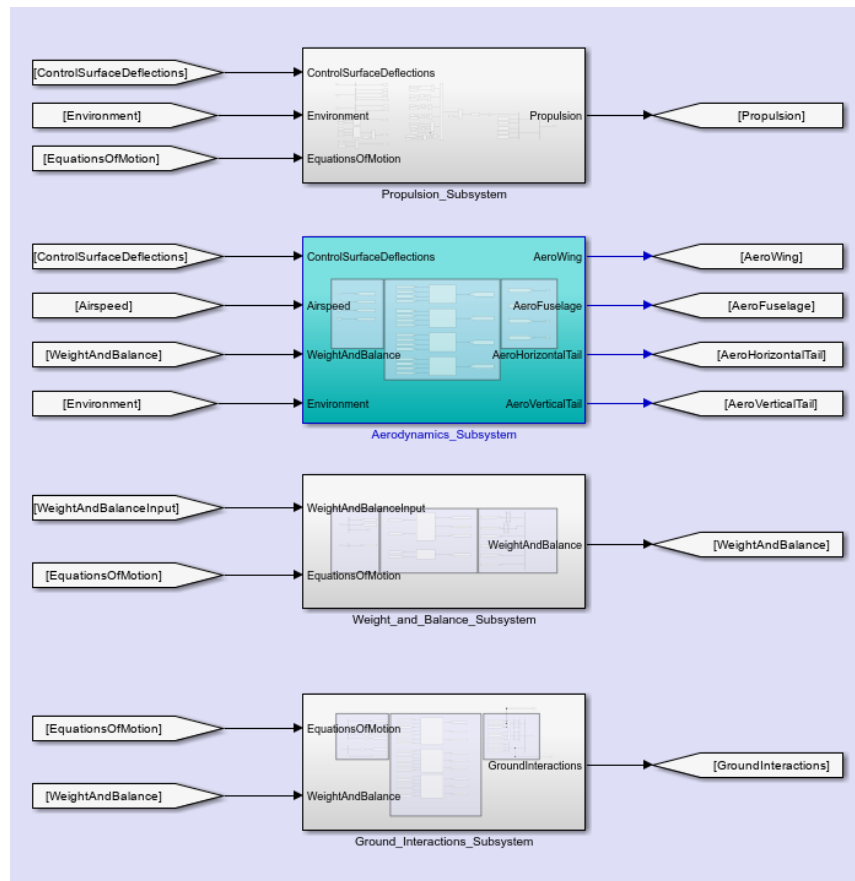 [ControlSurfaceDeflections]
ControlSurfaceDeflections
[Environment]
Environment
Propulsion
[Propulsion]
[EquationsOfMotion]
EquationsOfMotion
Propulsion_Subsystem
[ControlSurfaceDeflections]
ControlSurfaceDeflections
AeroWing
[AeroWing]
[Airspeed]
Airspeed
AeroFuselage
[AeroFuselage]
[WeightAndBalance]
WeightAndBalance
AeroHorizontalTail
[AeroHorizontalTail]
[Environment]
Environment
AeroVerticalTail
[AeroVerticalTail]
Aerodynamics_Subsystem
[WeightAndBalanceInput]
WeightAndBalanceInput
WeightAndBalance
[WeightAndBalance]
[EquationsOfMotion]
EquationsOfMotion
Weight_and_Balance_Subsystem
[EquationsOfMotion]
EquationsOfMotion
GroundInteractions
[GroundInteractions]
[WeightAndBalance]
WeightAndBalance
Ground_Interactions_Subsystem